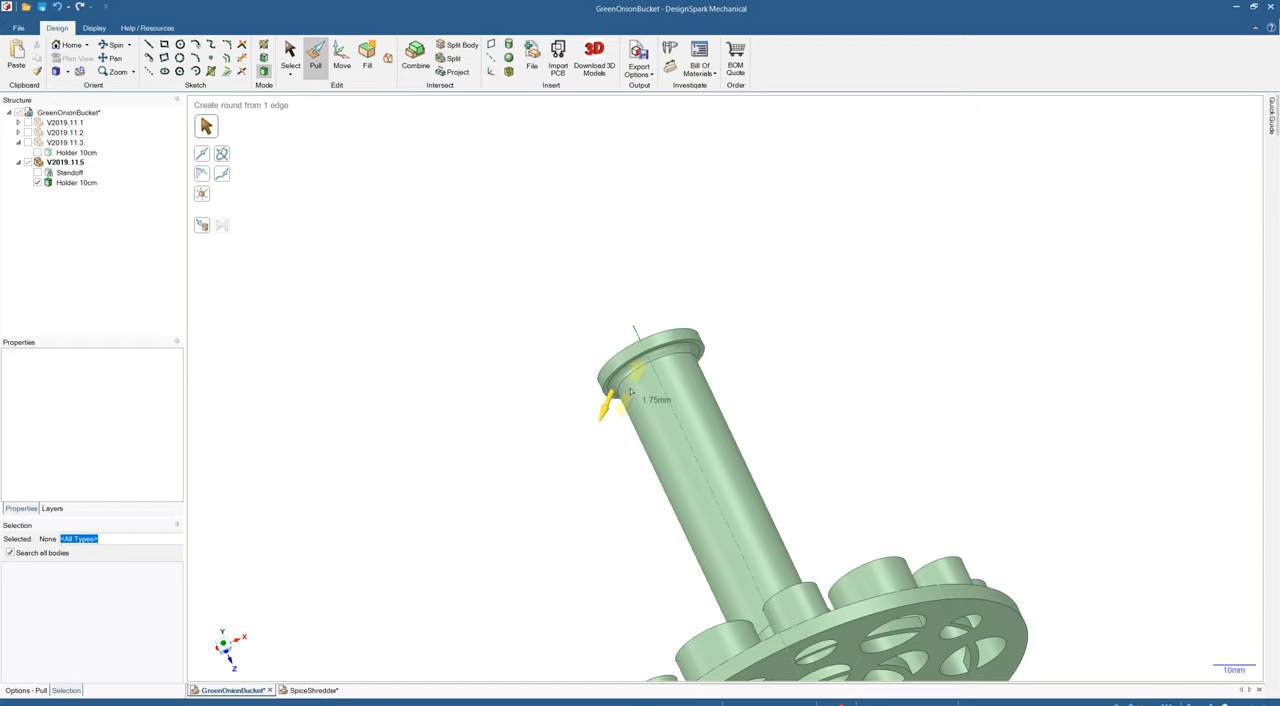 GreenOnionBucket - DesignSpark Mechanical
File Design Display Help / Resources
Paste
Home
Plan View
Spin
Pan
Zoom
Select
Pull
Move
Fill
Combine
Split Body
Split
Project
File
Import PCB
Download 3D Models
Export Options
Bill Of Materials
BOM Quote
Clipboard Orient Sketch Mode Edit Intersect Insert Output Investigate Order
Structure
GreenOnionBucket*
V2019.11.1
V2019.11.2
V2019.11.3
Holder 10cm
V2019.11.5
Standoff
Holder 10cm
Create round from 1 edge
Quick Guide
1.75mm
Properties
Properties Layers
Selection
Selected: None <All Types>
Search all bodies
Y
X
Z
10mm
Options - Pull Selection
GreenOnionBucket* SpiceShredder*